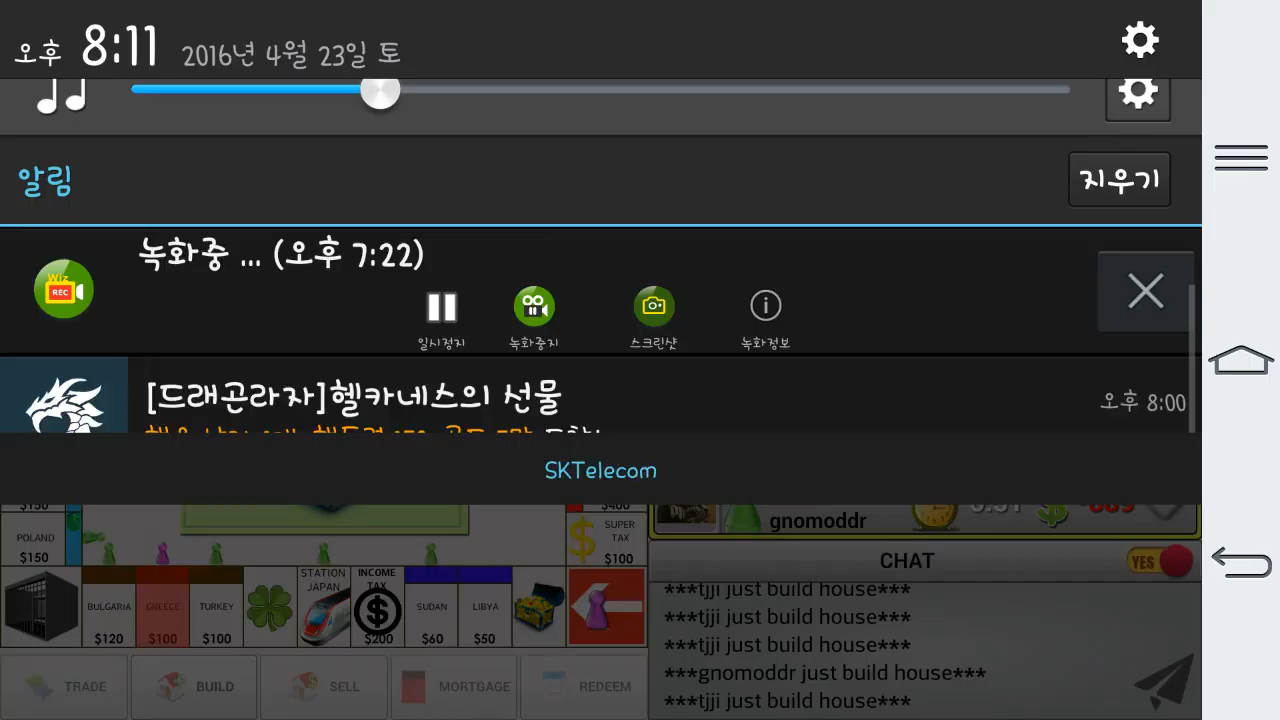 오후 8:11 2016년 4월 23일 토
알림
지우기
녹화중 ... (오후 7:22)
Wiz
REC
일시정지 녹화중지 스크린샷 녹화정보
[드래곤라자]헬카네스의 선물
오후 8:00
SKTelecom
POLAND
$150
SUPER
TAX
$100
gnomoddr
CHAT
YES
BULGARIA
$120
GREECE
$100
TURKEY
$100
STATION
JAPAN
INCOME
TAX
$200
SUDAN
$60
LIBYA
$50
***tjji just build house***
***tjji just build house***
***tjji just build house***
***gnomoddr just build house***
***tjji just build house***
TRADE BUILD SELL MORTGAGE REDEEM